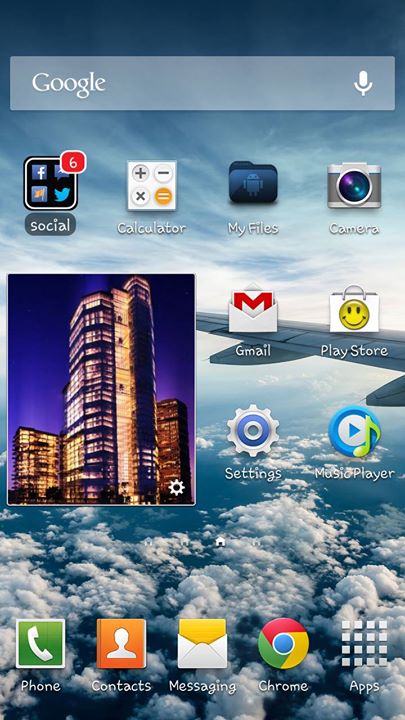 Google
6
social
Calculator
My Files
Camera
Gmail
Play Store
Settings
Music Player
Phone
Contacts
Messaging
Chrome
Apps